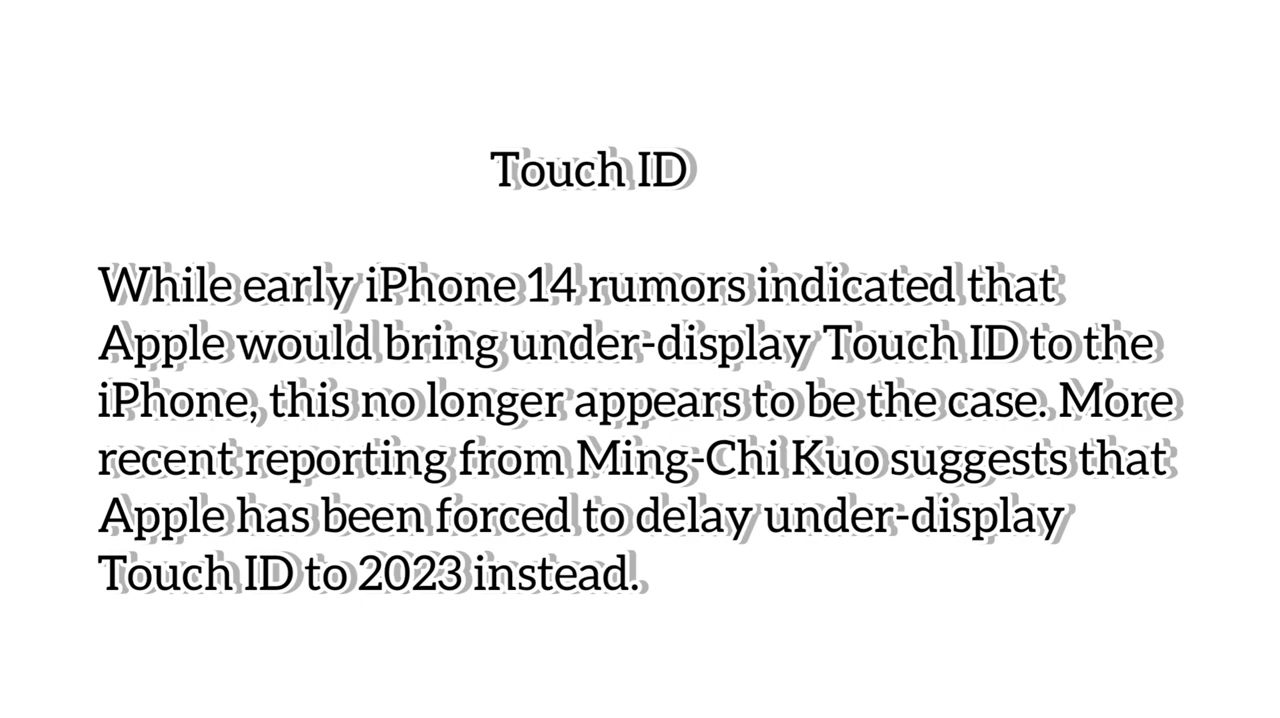 Touch ID
While early iPhone 14 rumors indicated that
Apple would bring under-display Touch ID to the
iPhone, this no longer appears to be the case. More
recent reporting from Ming-Chi Kuo suggests that
Apple has been forced to delay under-display
Touch ID to 2023 instead.